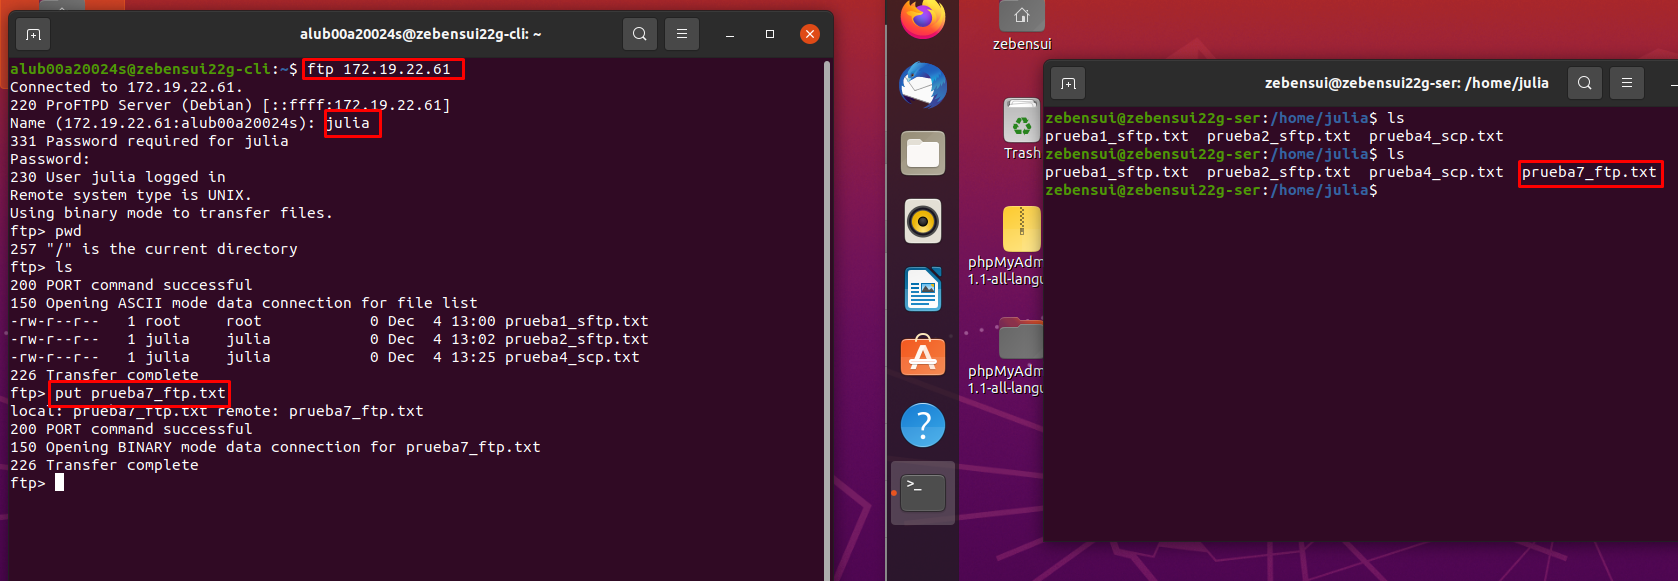 alub00a20024s@zebensui22g-cli: ~
alub00a20024s@zebensui22g-cli:~$ ftp 172.19.22.61
Connected to 172.19.22.61.
220 ProFTPD Server (Debian) [::ffff:172.19.22.61]
Name (172.19.22.61:alub00a20024s): julia
331 Password required for julia
Password:
230 User julia logged in
Remote system type is UNIX.
Using binary mode to transfer files.
ftp> pwd
257 "/" is the current directory
ftp> ls
200 PORT command successful
150 Opening ASCII mode data connection for file list
-rw-r--r--   1 root     root            0 Dec  4 13:00 prueba1_sftp.txt
-rw-r--r--   1 julia    julia           0 Dec  4 13:02 prueba2_sftp.txt
-rw-r--r--   1 julia    julia           0 Dec  4 13:25 prueba4_scp.txt
226 Transfer complete
ftp> put prueba7_ftp.txt
local: prueba7_ftp.txt remote: prueba7_ftp.txt
200 PORT command successful
150 Opening BINARY mode data connection for prueba7_ftp.txt
226 Transfer complete
ftp>
zebensui
Trash
phpMyAdm
1.1-all-langu
phpMyAdm
1.1-all-langu
zebensui@zebensui22g-ser: /home/julia
zebensui@zebensui22g-ser:/home/julia$ ls
prueba1_sftp.txt  prueba2_sftp.txt  prueba4_scp.txt
zebensui@zebensui22g-ser:/home/julia$ ls
prueba1_sftp.txt  prueba2_sftp.txt  prueba4_scp.txt  prueba7_ftp.txt
zebensui@zebensui22g-ser:/home/julia$